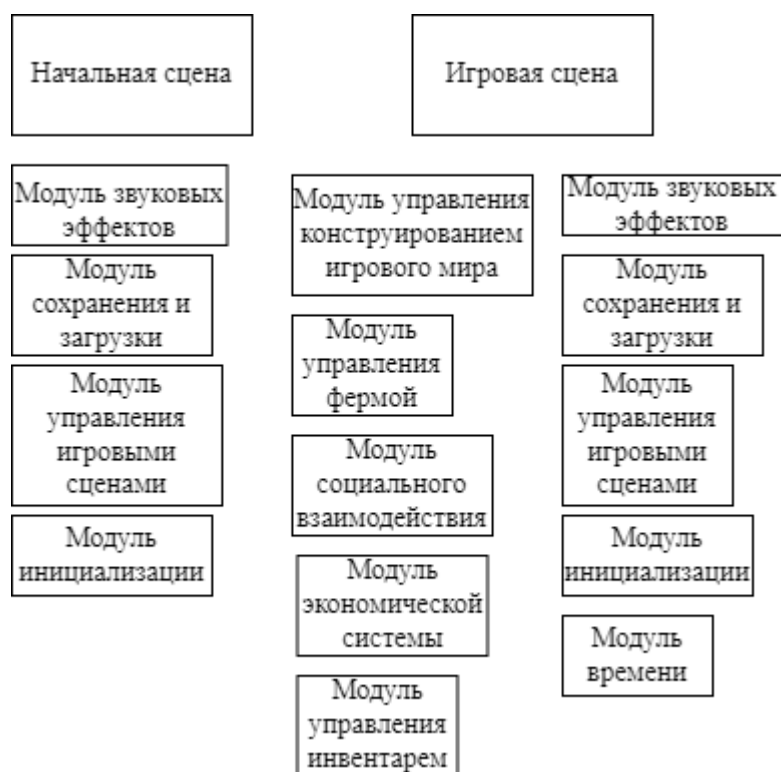 Начальная сцена
Игровая сцена
Модуль звуковых
эффектов
Модуль
сохранения и
загрузки
Модуль
управления
игровыми
сценами
Модуль
инициализации
Модуль управления
конструированием
игрового мира
Модуль
управления
фермой
Модуль
социального
взаимодействия
Модуль
экономической
системы
Модуль
управления
инвентарем
Модуль звуковых
эффектов
Модуль
сохранения и
загрузки
Модуль
управления
игровыми
сценами
Модуль
инициализации
Модуль
времени